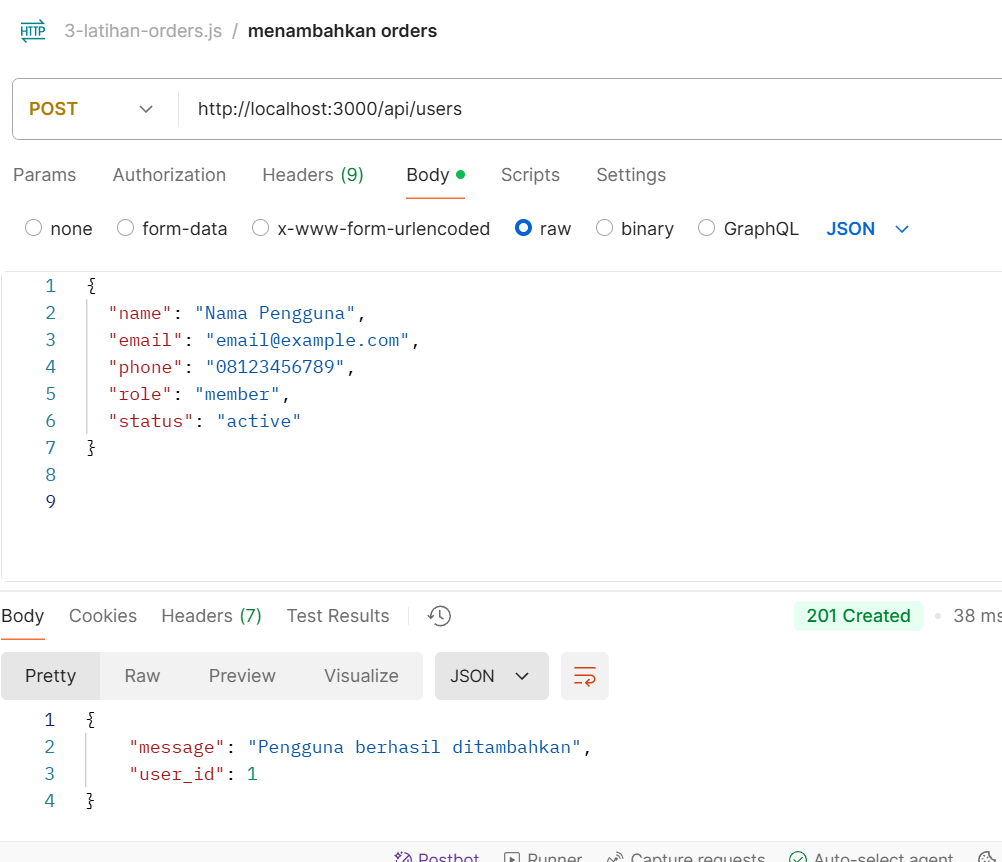 HTTP 3-latihan-orders.js / menambahkan orders
POST http://localhost:3000/api/users
Params Authorization Headers (9) Body Scripts Settings
none form-data x-www-form-urlencoded raw binary GraphQL JSON
1 {
2 "name": "Nama Pengguna",
3 "email": "email@example.com",
4 "phone": "08123456789",
5 "role": "member",
6 "status": "active"
7 }
8
9
Body Cookies Headers (7) Test Results 201 Created 38 ms
Pretty Raw Preview Visualize JSON
1 {
2 "message": "Pengguna berhasil ditambahkan",
3 "user_id": 1
4 }
Postbot Runner Capture requests Auto-select agent